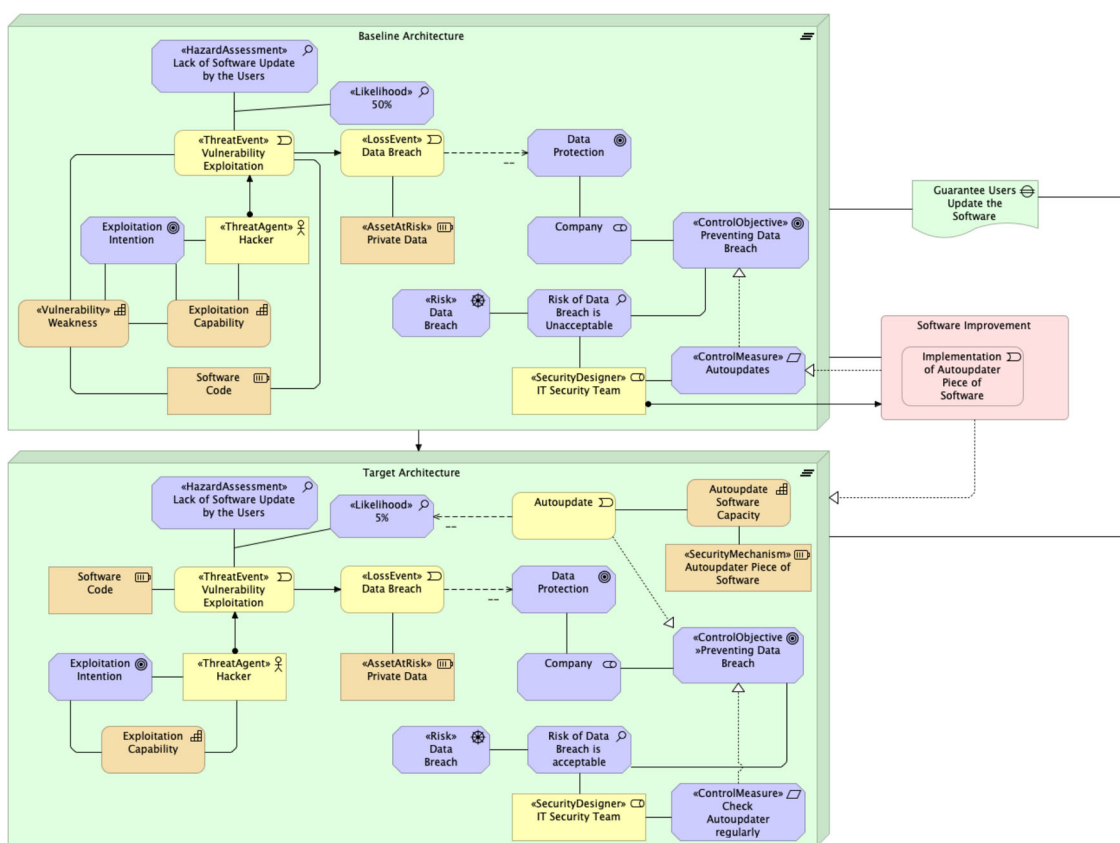 Baseline Architecture
«HazardAssessment»
Lack of Software Update
by the Users
«Likelihood»
50%
«ThreatEvent»
Vulnerability
Exploitation
«LossEvent»
Data Breach
--
Data
Protection
Exploitation
Intention
«ThreatAgent»
Hacker
«AssetAtRisk»
Private Data
Company
«ControlObjective»
Preventing Data
Breach
«Vulnerability»
Weakness
Exploitation
Capability
«Risk»
Data
Breach
Risk of Data
Breach is
Unacceptable
Software
Code
«SecurityDesigner»
IT Security Team
«ControlMeasure»
Autoupdates
Guarantee Users
Update the
Software
Software Improvement
Implementation
of Autoupdater
Piece of
Software
Target Architecture
«HazardAssessment»
Lack of Software Update
by the Users
«Likelihood»
5%
--
Autoupdate
Autoupdate
Software
Capacity
«SecurityMechanism»
Autoupdater Piece of
Software
Software
Code
«ThreatEvent»
Vulnerability
Exploitation
«LossEvent»
Data Breach
--
Data
Protection
Exploitation
Intention
«ThreatAgent»
Hacker
«AssetAtRisk»
Private Data
Company
«ControlObjective
»Preventing Data
Breach
Exploitation
Capability
«Risk»
Data
Breach
Risk of Data
Breach is
acceptable
«SecurityDesigner»
IT Security Team
«ControlMeasure»
Check
Autoupdater
regularly